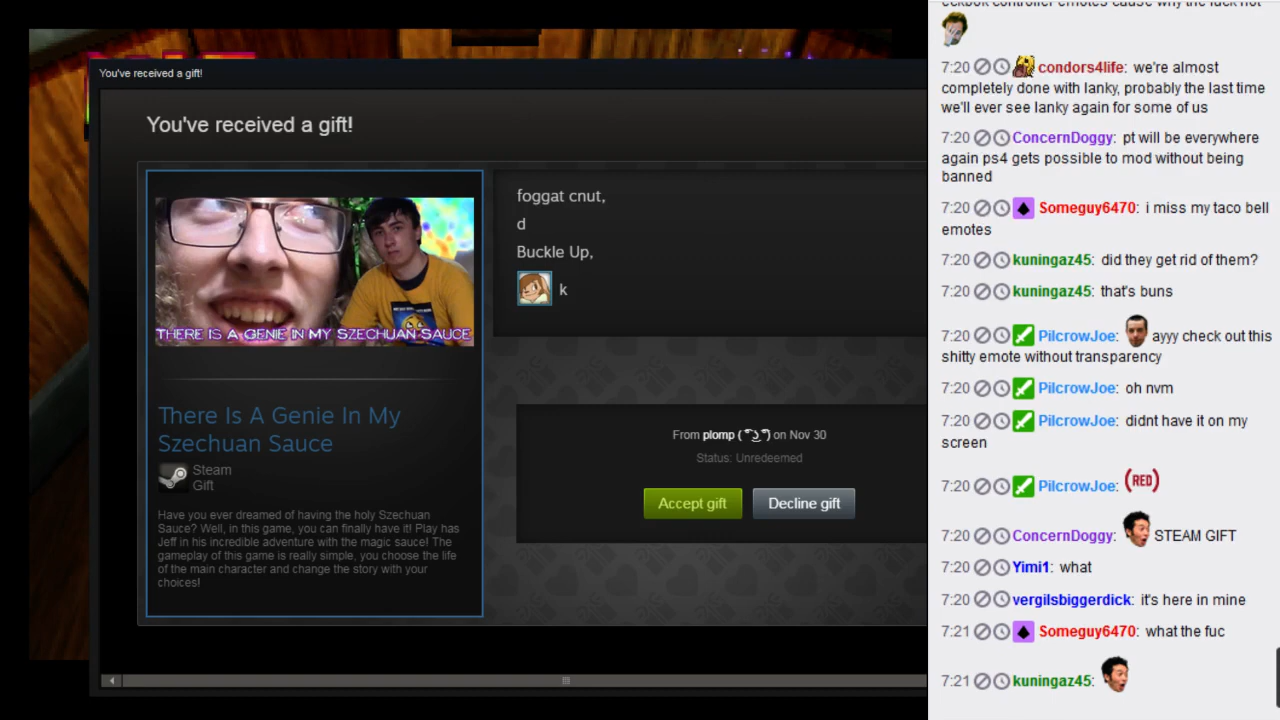 You've received a gift!
You've received a gift!
THERE IS A GENIE IN MY SZECHUAN SAUCE
There Is A Genie In My
Szechuan Sauce
Steam
Gift
Have you ever dreamed of having the holy Szechuan
Sauce? Well, in this game, you can finally have it! Play has
Jeff in his incredible adventure with the magic sauce! The
gameplay of this game is really simple, you choose the life
of the main character and change the story with your
choices!
foggat cnut,
d
Buckle Up,
k
From plomp ( ͡° ͜ʖ ͡°) on Nov 30
Status: Unredeemed
Accept gift
Decline gift
controller emotes cause why the fuck not
7:20 condors4life: we're almost
completely done with lanky, probably the last time
we'll ever see lanky again for some of us
7:20 ConcernDoggy: pt will be everywhere
again ps4 gets possible to mod without being
banned
7:20 Someguy6470: i miss my taco bell
emotes
7:20 kuningaz45: did they get rid of them?
7:20 kuningaz45: that's buns
7:20 PilcrowJoe: ayyy check out this
shitty emote without transparency
7:20 PilcrowJoe: oh nvm
7:20 PilcrowJoe: didnt have it on my
screen
7:20 PilcrowJoe: (RED)
7:20 ConcernDoggy: STEAM GIFT
7:20 Yimi1: what
7:20 vergilsbiggerdick: it's here in mine
7:21 Someguy6470: what the fuc
7:21 kuningaz45: